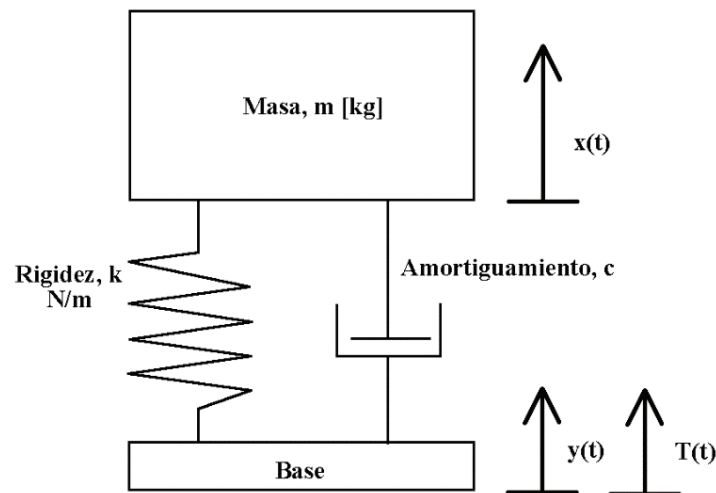 Masa, m [kg]
x(t)
Rigidez, k
N/m
Amortiguamiento, c
Base
y(t)
T(t)